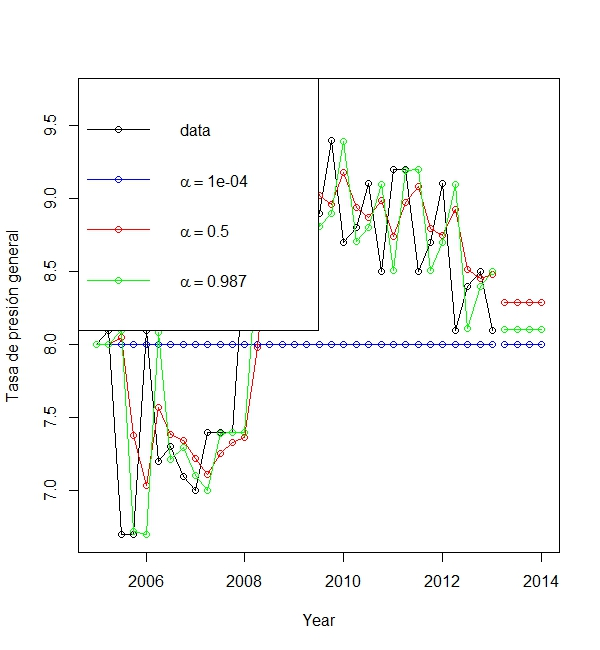 data
α = 1e-04
α = 0.5
α = 0.987
Tasa de presión general
9.5
9.0
8.5
8.0
7.5
7.0
2006 2008 2010 2012 2014
Year